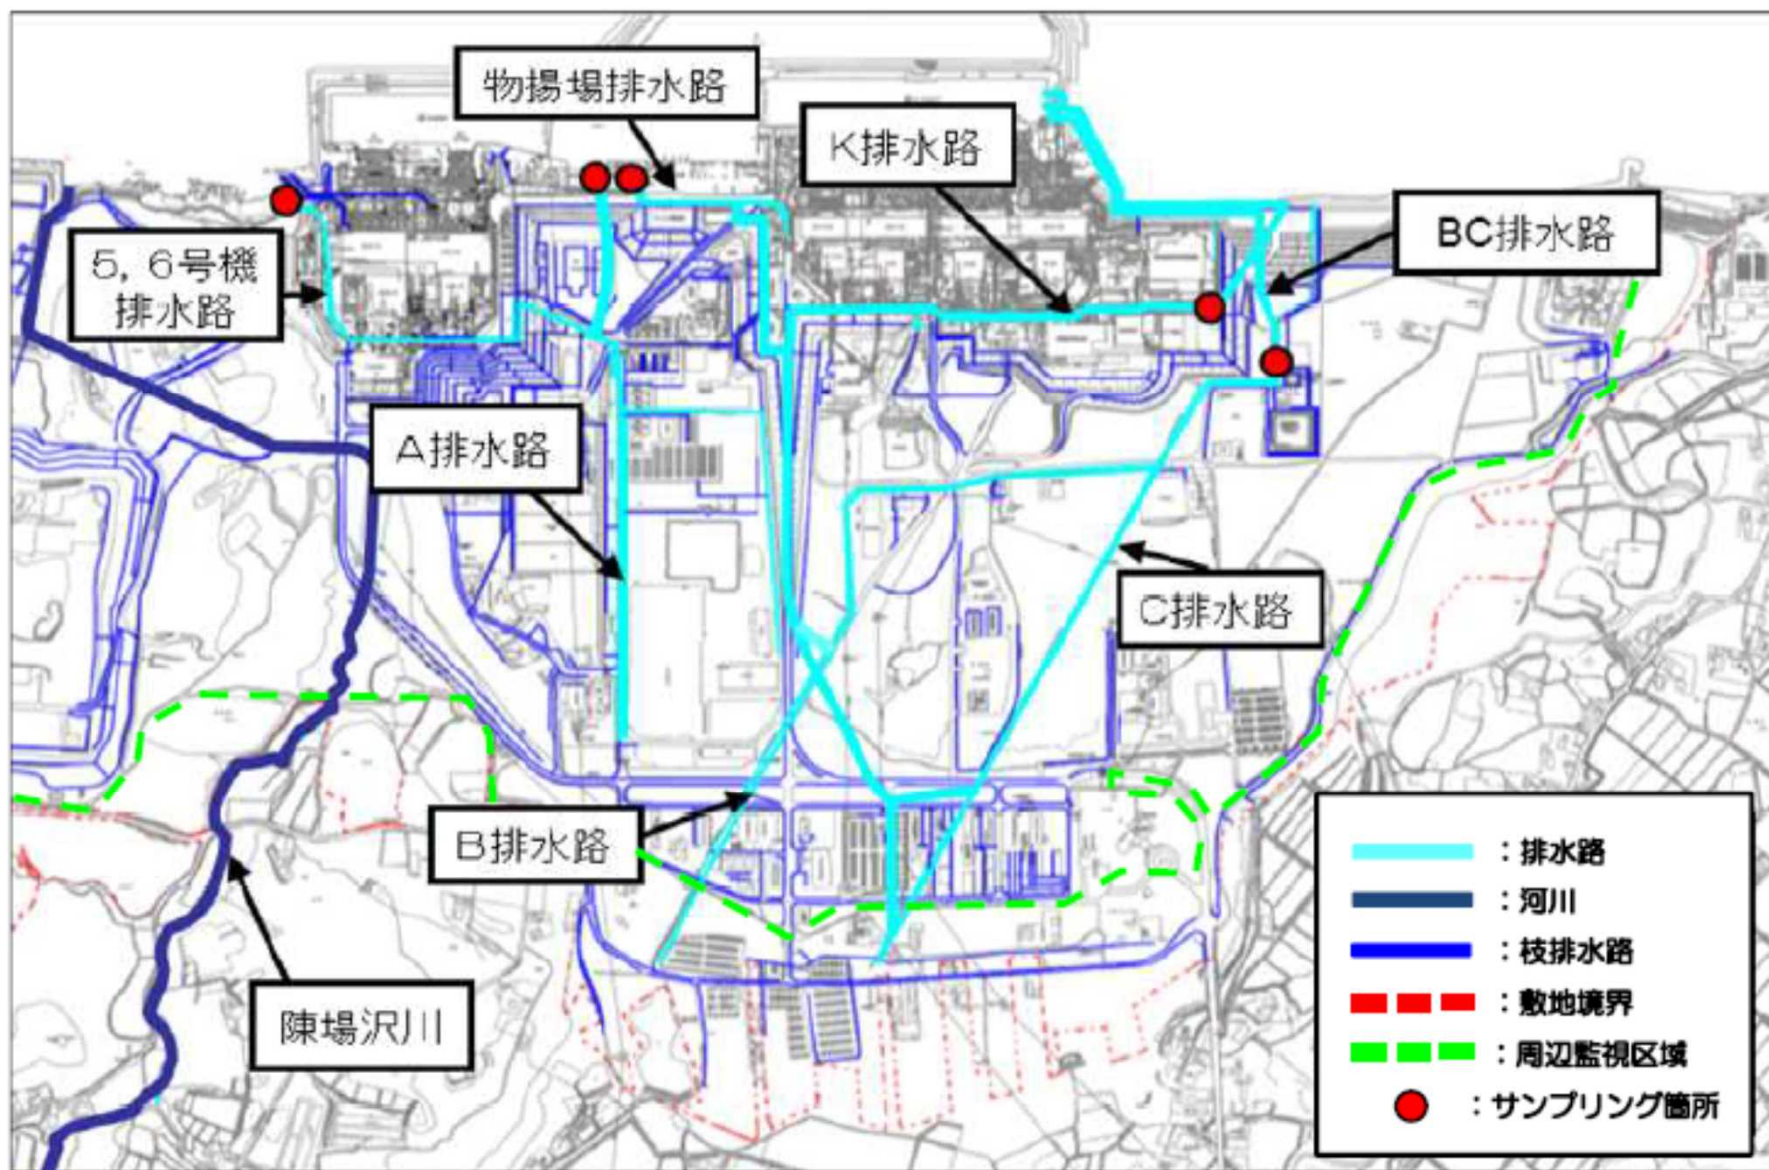 物揚場排水路
K排水路
BC排水路
5, 6号機
排水路
A排水路
C排水路
B排水路
陳場沢川
：排水路
：河川
：枝排水路
：敷地境界
：周辺監視区域
：サンプリング箇所